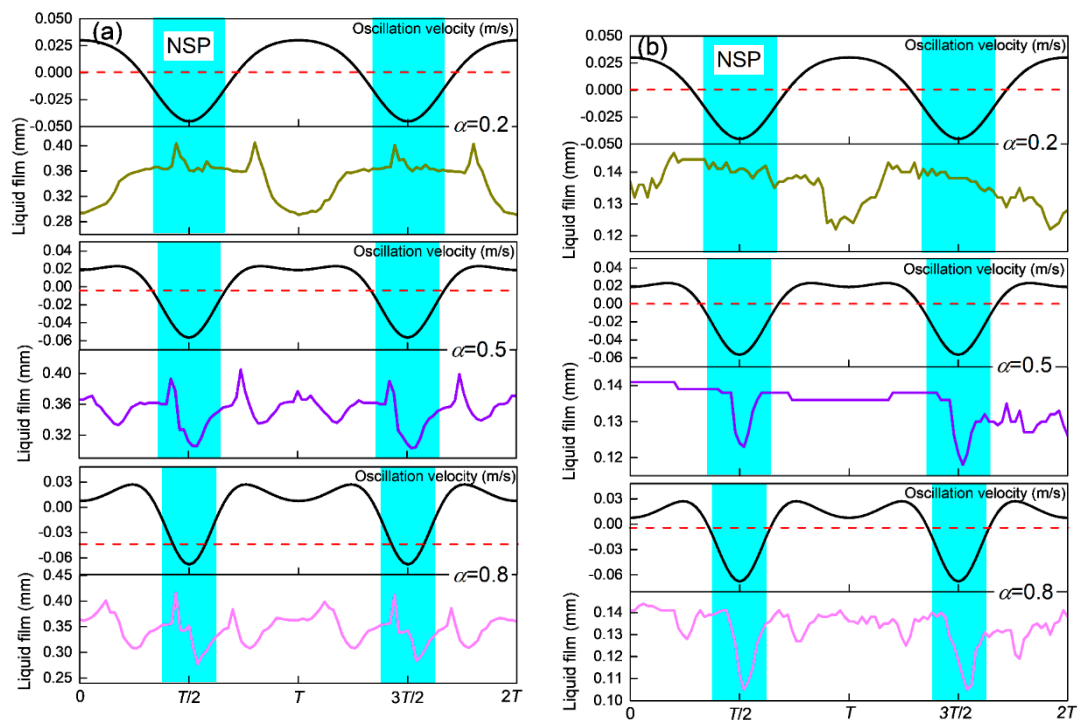 (a)
Oscillation velocity (m/s)
NSP
0.050
0.025
0.000
-0.025
-0.050
α=0.2
Liquid film (mm)
0.40
0.36
0.32
0.28
Oscillation velocity (m/s)
0.04
0.02
0.00
-0.02
-0.04
-0.06
α=0.5
Liquid film (mm)
0.40
0.36
0.32
Oscillation velocity (m/s)
0.03
0.00
-0.03
-0.06
α=0.8
Liquid film (mm)
0.45
0.40
0.35
0.30
0.25
0 T/2 T 3T/2 2T
(b)
Oscillation velocity (m/s)
NSP
0.050
0.025
0.000
-0.025
-0.050
α=0.2
Liquid film (mm)
0.14
0.13
0.12
Oscillation velocity (m/s)
0.04
0.02
0.00
-0.02
-0.04
-0.06
α=0.5
Liquid film (mm)
0.14
0.13
0.12
Oscillation velocity (m/s)
0.03
0.00
-0.03
-0.06
α=0.8
Liquid film (mm)
0.14
0.13
0.11
0.10
0 T/2 T 3T/2 2T